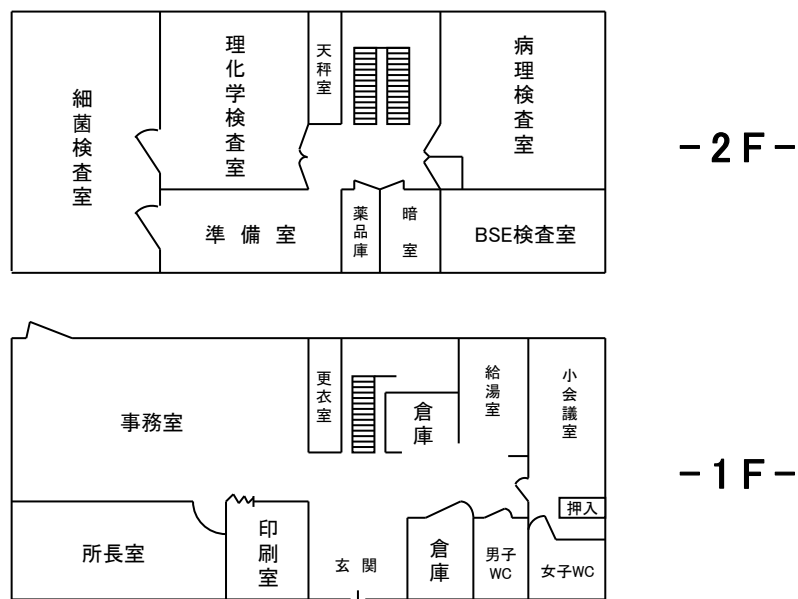 細菌検査室
理化学検査室
天秤室
病理検査室
－2F－
準 備 室
薬品庫
暗 室
BSE検査室
事務室
更衣室
倉庫
給湯室
小会議室
－1F－
押入
所長室
印刷室
玄 関
倉庫
男子
WC
女子WC